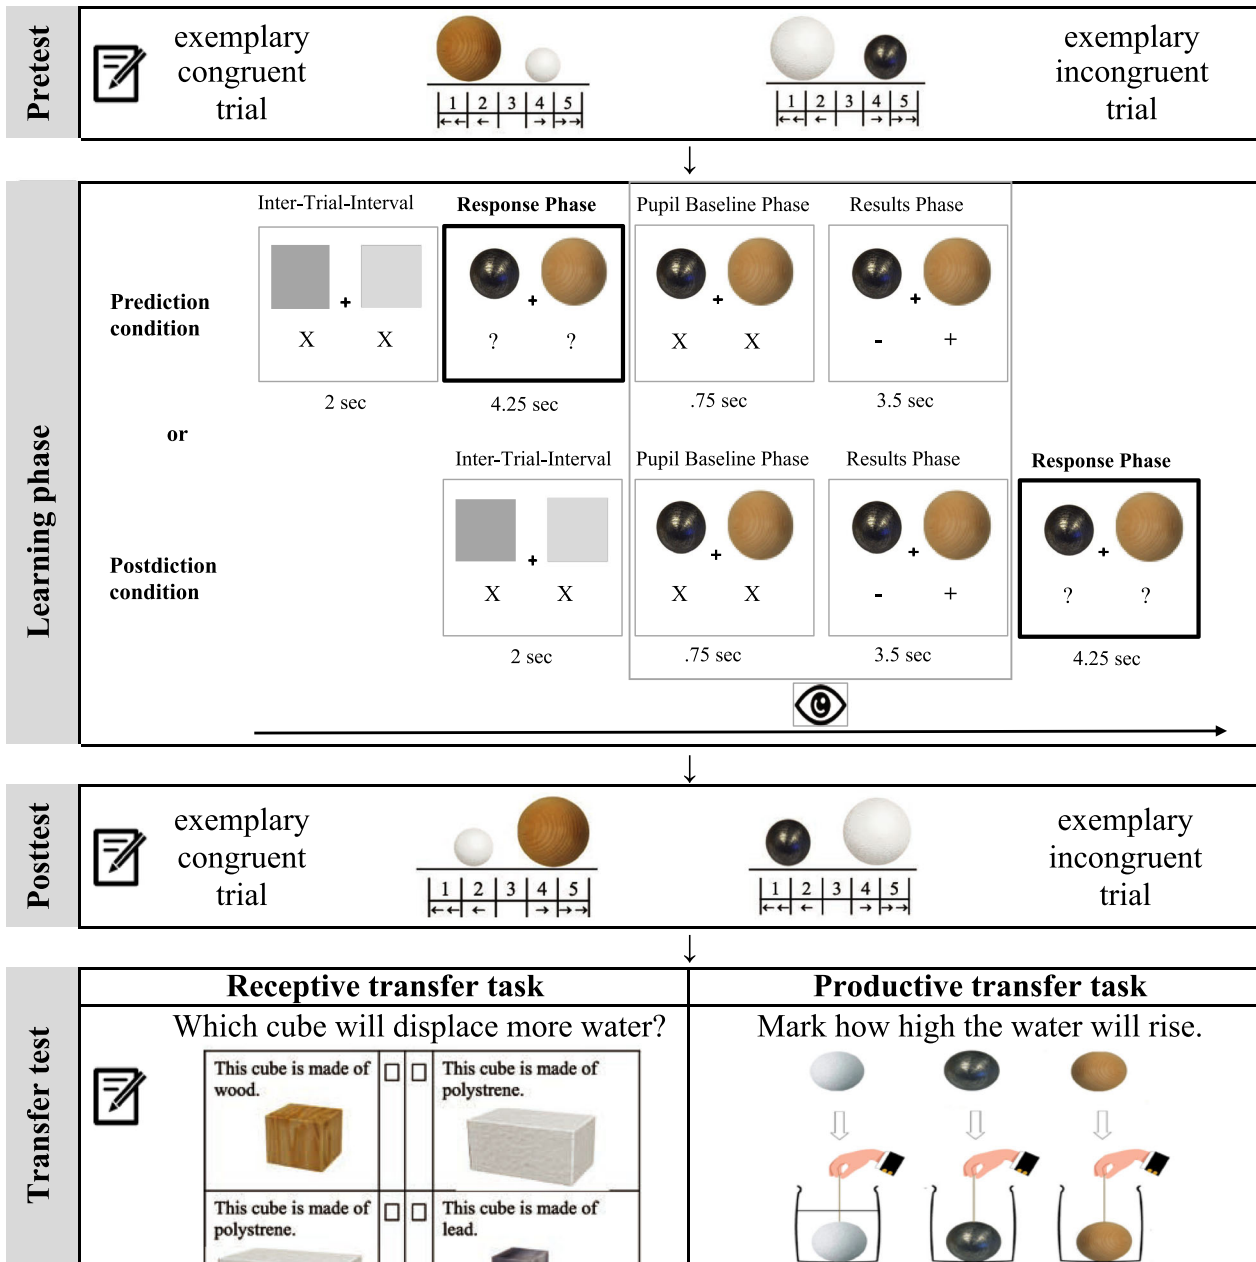 Pretest
exemplary
congruent
trial
1 2 3 4 5
←← ← → →→
1 2 3 4 5
←← ← → →→
exemplary
incongruent
trial
↓
Learning phase
Inter-Trial-Interval Response Phase Pupil Baseline Phase Results Phase
Prediction
condition
+ + + +
X X ? ? X X - +
2 sec 4.25 sec .75 sec 3.5 sec
or
Inter-Trial-Interval Pupil Baseline Phase Results Phase Response Phase
Postdiction
condition
+ + + +
X X X X - + ? ?
2 sec .75 sec 3.5 sec 4.25 sec
↓
Posttest
exemplary
congruent
trial
1 2 3 4 5
←← ← → →→
1 2 3 4 5
←← ← → →→
exemplary
incongruent
trial
↓
Transfer test
Receptive transfer task
Which cube will displace more water?
This cube is made of
wood.
This cube is made of
polystrene.
This cube is made of
polystrene.
This cube is made of
lead.
Productive transfer task
Mark how high the water will rise.